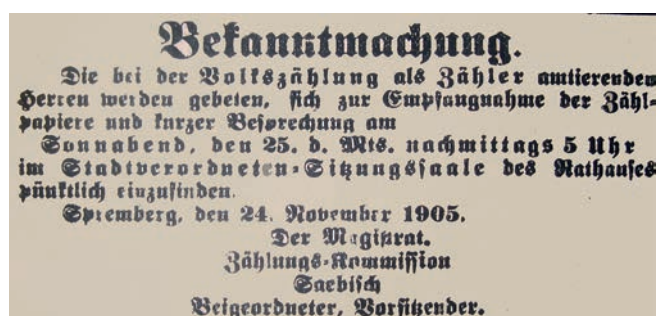 Bekanntmachung.
Die bei der Volkszählung als Zähler amtierenden
Herren werden gebeten, sich zur Empfangnahme der Zähl-
papiere und kurzer Besprechung am
Sonnabend, den 25. d. Mts. nachmittags 5 Uhr
im Stadtverordneten-Sitzungssaale des Rathauses
pünktlich einzufinden.
Spremberg, den 24. November 1905.
Der Magistrat.
Zählungs-Kommission
Saebisch
Beigeordneter, Vorsitzender.